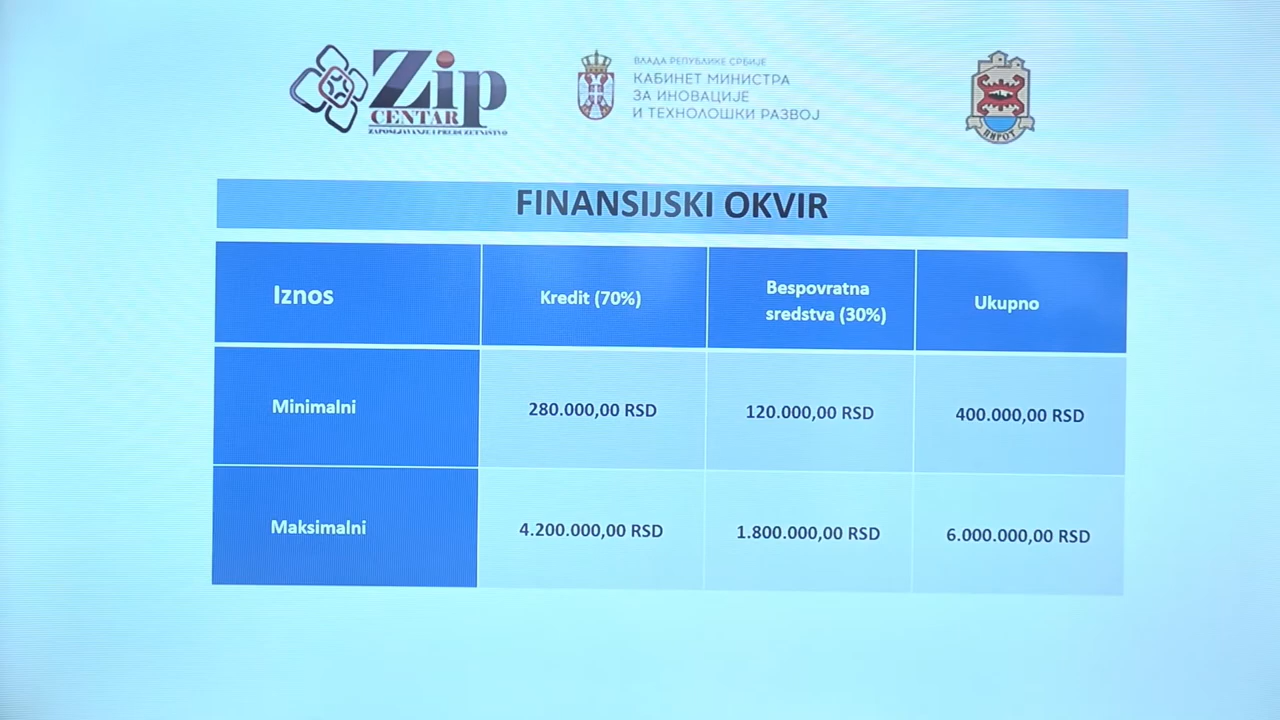 Zip
CENTAR
ZAPOŠLJAVANJE I PREDUZETNIŠTVO
ВЛАДА РЕПУБЛИКЕ СРБИЈЕ
КАБИНЕТ МИНИСТРА
ЗА ИНОВАЦИЈЕ
И ТЕХНОЛОШКИ РАЗВОЈ
ПИРОТ
FINANSIJSKI OKVIR
Iznos
Kredit (70%)
Bespovratna
sredstva (30%)
Ukupno
Minimalni
280.000,00 RSD
120.000,00 RSD
400.000,00 RSD
Maksimalni
4.200.000,00 RSD
1.800.000,00 RSD
6.000.000,00 RSD